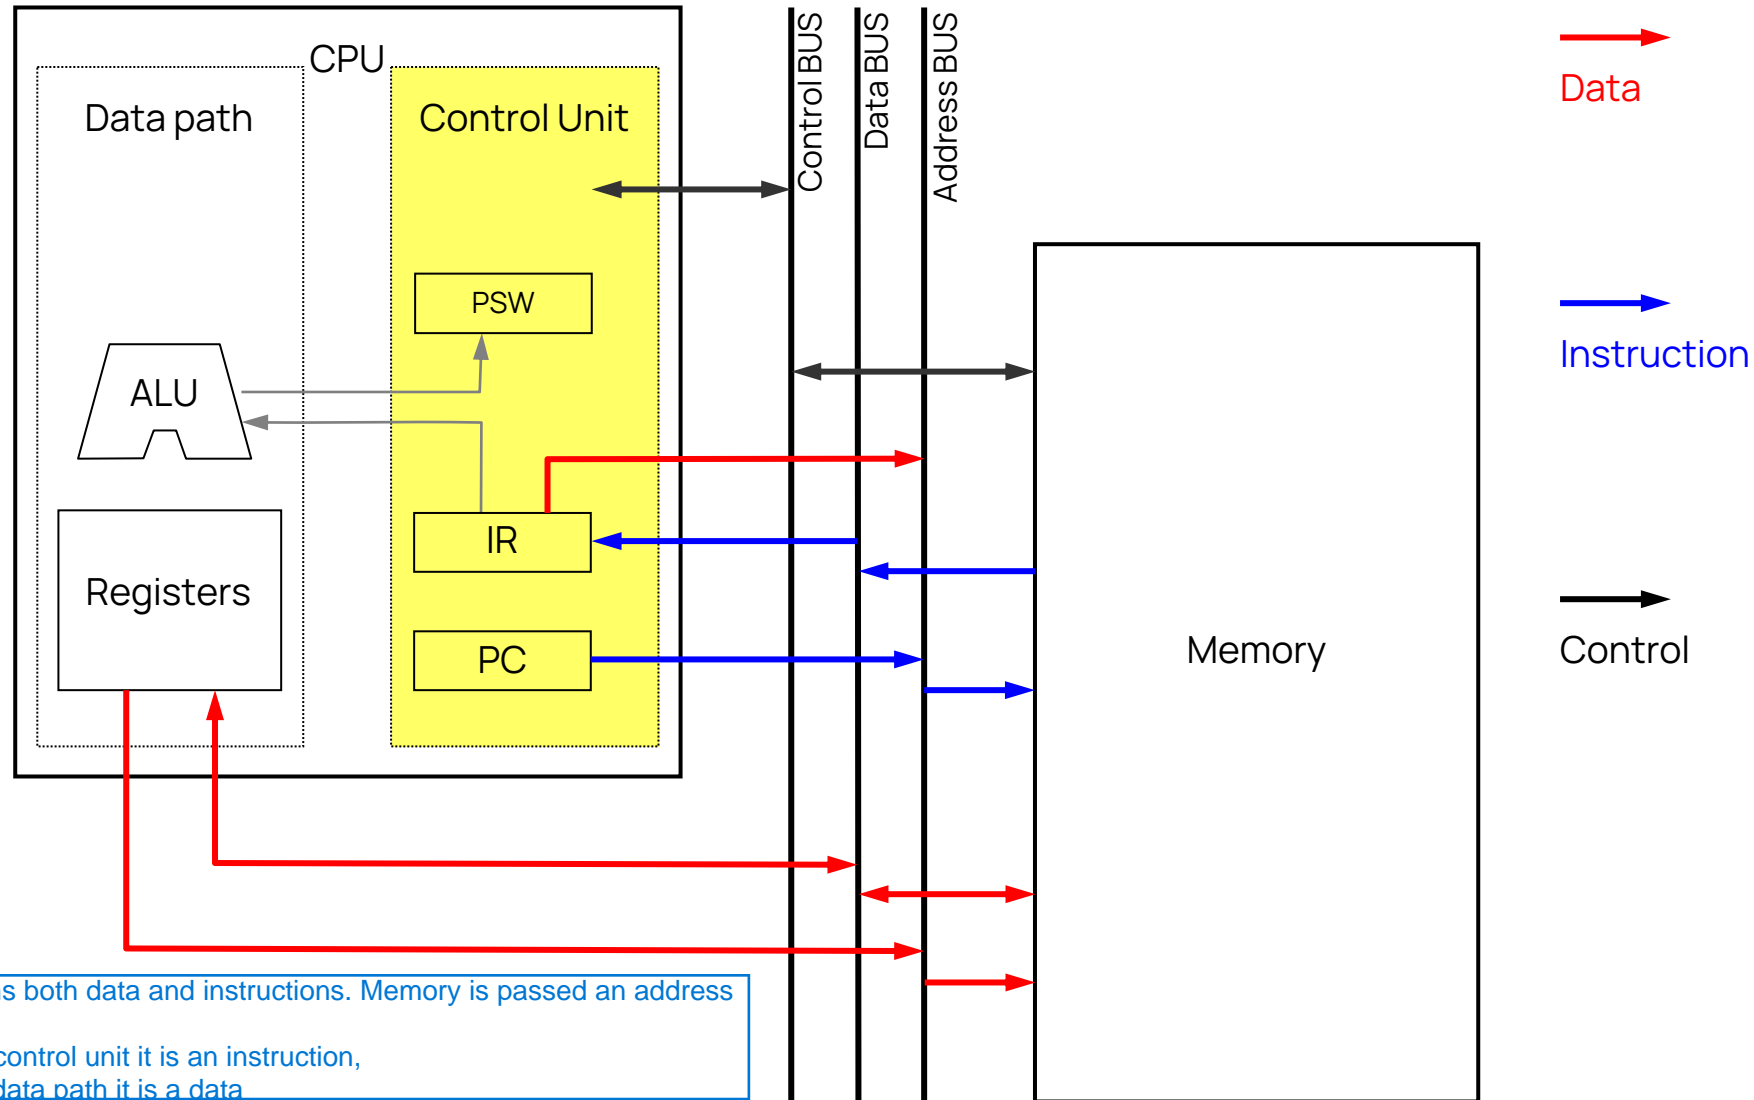 CPU
Data path
Control Unit
PSW
ALU
IR
Registers
PC
Control BUS
Data BUS
Address BUS
Memory
Data
Instruction
Control
both data and instructions. Memory is passed an address
control unit it is an instruction,
data path it is a data